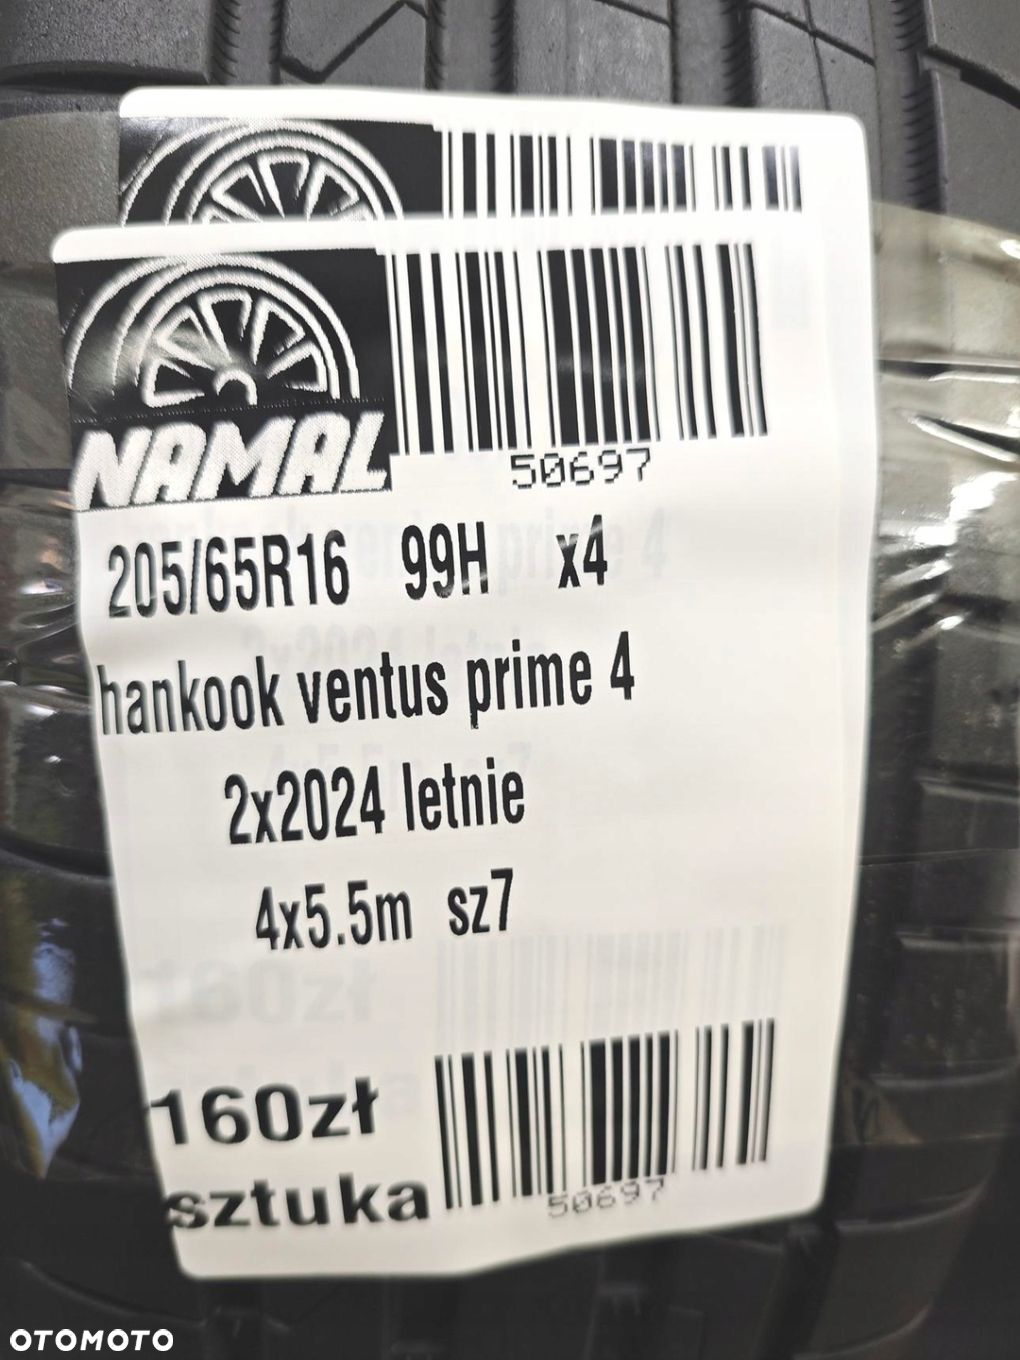 NAMAL
50697
205/65R16 99H x4
hankook ventus prime 4
2x2024 letnie
4x5.5m sz7
160zł
sztuka
50697
OTOMOTO